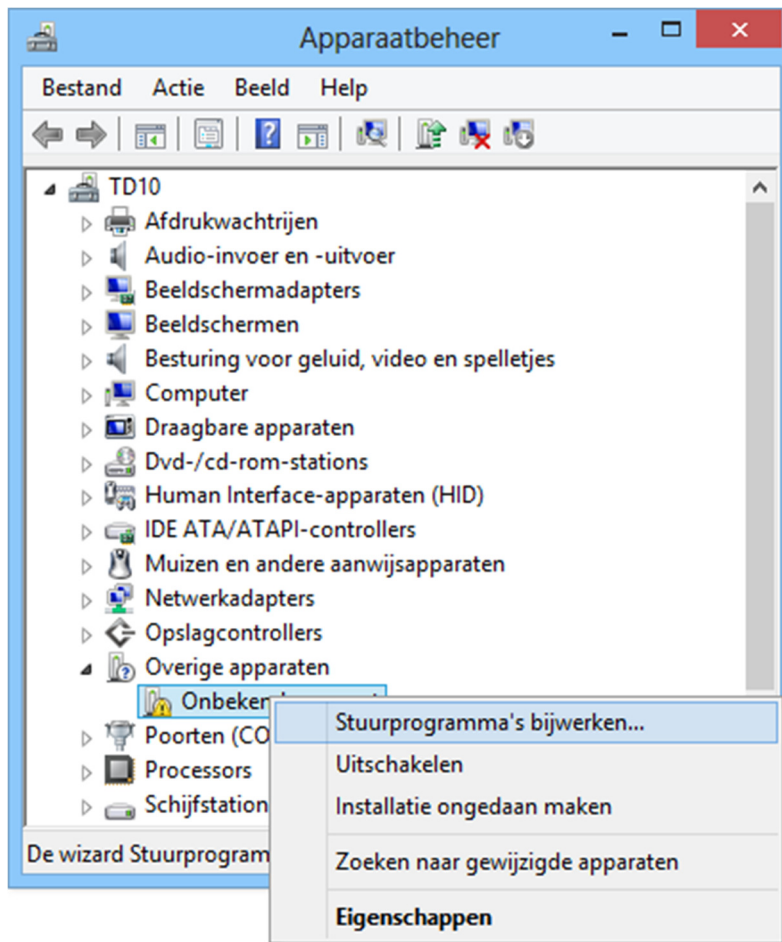 Apparaatbeheer
Bestand Actie Beeld Help
TD10
Afdrukwachtrijen
Audio-invoer en -uitvoer
Beeldschermadapters
Beeldschermen
Besturing voor geluid, video en spelletjes
Computer
Draagbare apparaten
Dvd-/cd-rom-stations
Human Interface-apparaten (HID)
IDE ATA/ATAPI-controllers
Muizen en andere aanwijsapparaten
Netwerkadapters
Opslagcontrollers
Overige apparaten
Poorten (CO
Processors
Schijfstation
De wizard Stuurprogram
Stuurprogramma's bijwerken...
Uitschakelen
Installatie ongedaan maken
Zoeken naar gewijzigde apparaten
Eigenschappen